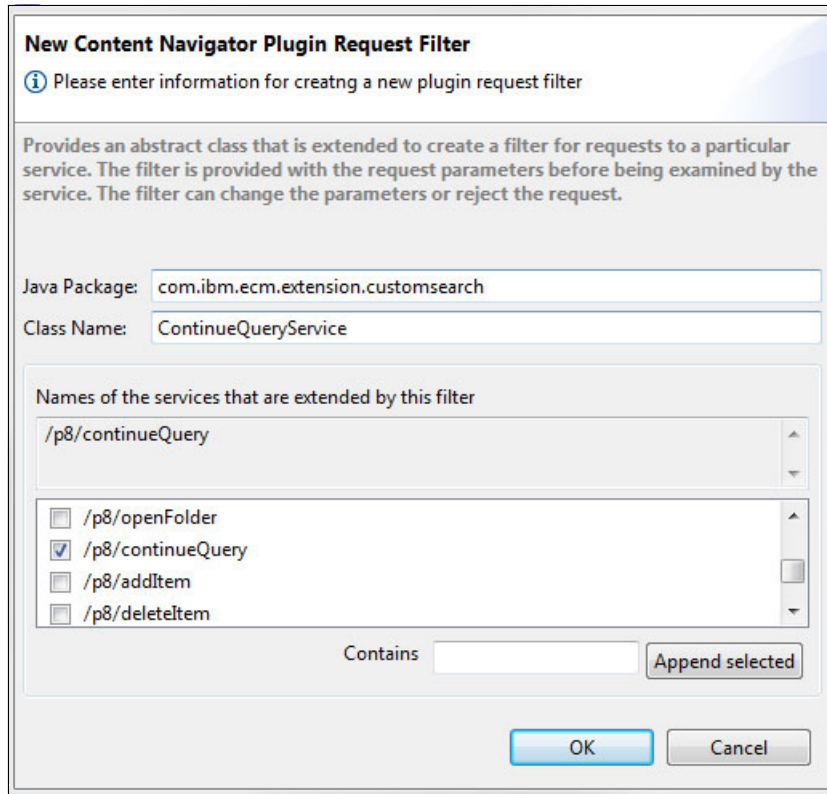 New Content Navigator Plugin Request Filter
Please enter information for creatng a new plugin request filter
Provides an abstract class that is extended to create a filter for requests to a particular
service. The filter is provided with the request parameters before being examined by the
service. The filter can change the parameters or reject the request.
Java Package: com.ibm.ecm.extension.customsearch
Class Name: ContinueQueryService
Names of the services that are extended by this filter
/p8/continueQuery
/p8/openFolder
/p8/continueQuery
/p8/addItem
/p8/deleteItem
Contains Append selected
OK Cancel